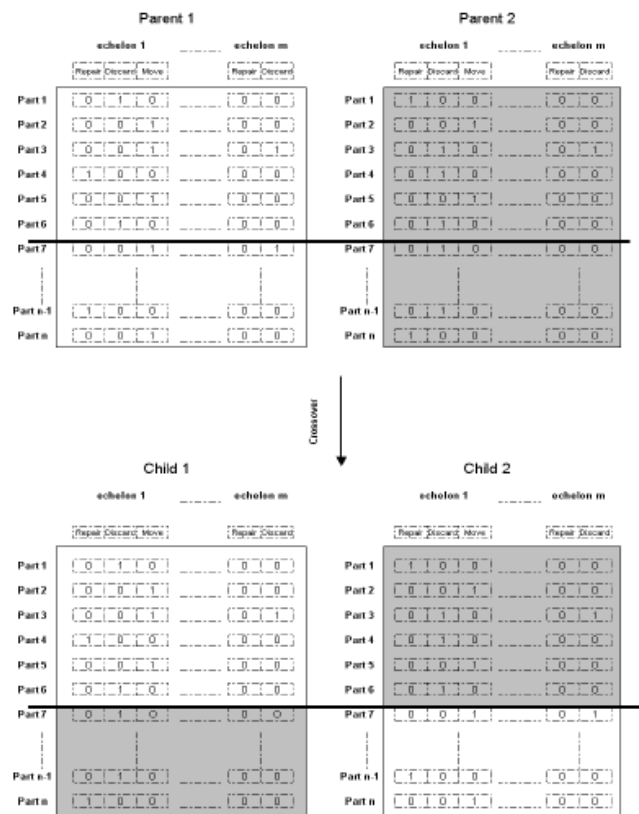 Parent 1 Parent 2
echelon 1 echelon m echelon 1 echelon m
Repair Discard Move Repair Discard Repair Discard Move Repair Discard
Part 1 0 1 0 0 0 Part 1 1 0 0 0 0
Part 2 0 0 1 0 0 Part 2 0 0 1 0 0
Part 3 0 0 1 0 1 Part 3 0 1 0 0 1
Part 4 1 0 0 0 0 Part 4 0 1 0 0 0
Part 5 0 0 1 0 0 Part 5 0 0 1 0 0
Part 6 0 1 0 0 0 Part 6 0 1 0 0 0
Part 7 0 0 1 0 1 Part 7 0 1 0 0 0
Part n-1 1 0 0 0 0 Part n-1 0 1 0 0 0
Part n 0 0 1 0 0 Part n 1 0 0 0 0
Crossover
Child 1 Child 2
echelon 1 echelon m echelon 1 echelon m
Repair Discard Move Repair Discard Repair Discard Move Repair Discard
Part 1 0 1 0 0 0 Part 1 1 0 0 0 0
Part 2 0 0 1 0 0 Part 2 0 0 1 0 0
Part 3 0 0 1 0 1 Part 3 0 1 0 0 1
Part 4 1 0 0 0 0 Part 4 0 1 0 0 0
Part 5 0 0 1 0 0 Part 5 0 0 1 0 0
Part 6 0 1 0 0 0 Part 6 0 1 0 0 0
Part 7 0 1 0 0 0 Part 7 0 0 1 0 1
Part n-1 0 1 0 0 0 Part n-1 1 0 0 0 0
Part n 1 0 0 0 0 Part n 0 0 1 0 0